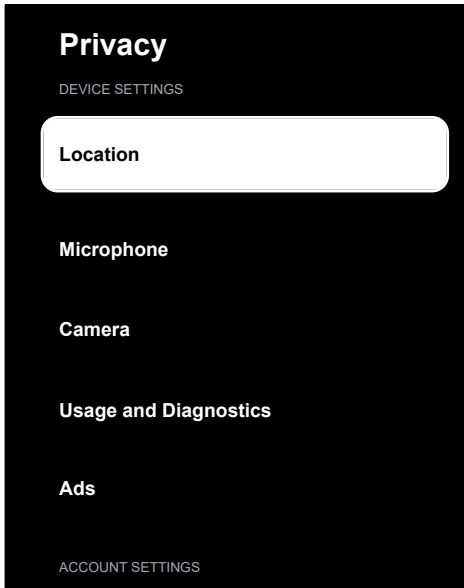 Privacy
DEVICE SETTINGS
Location
Microphone
Camera
Usage and Diagnostics
Ads
ACCOUNT SETTINGS